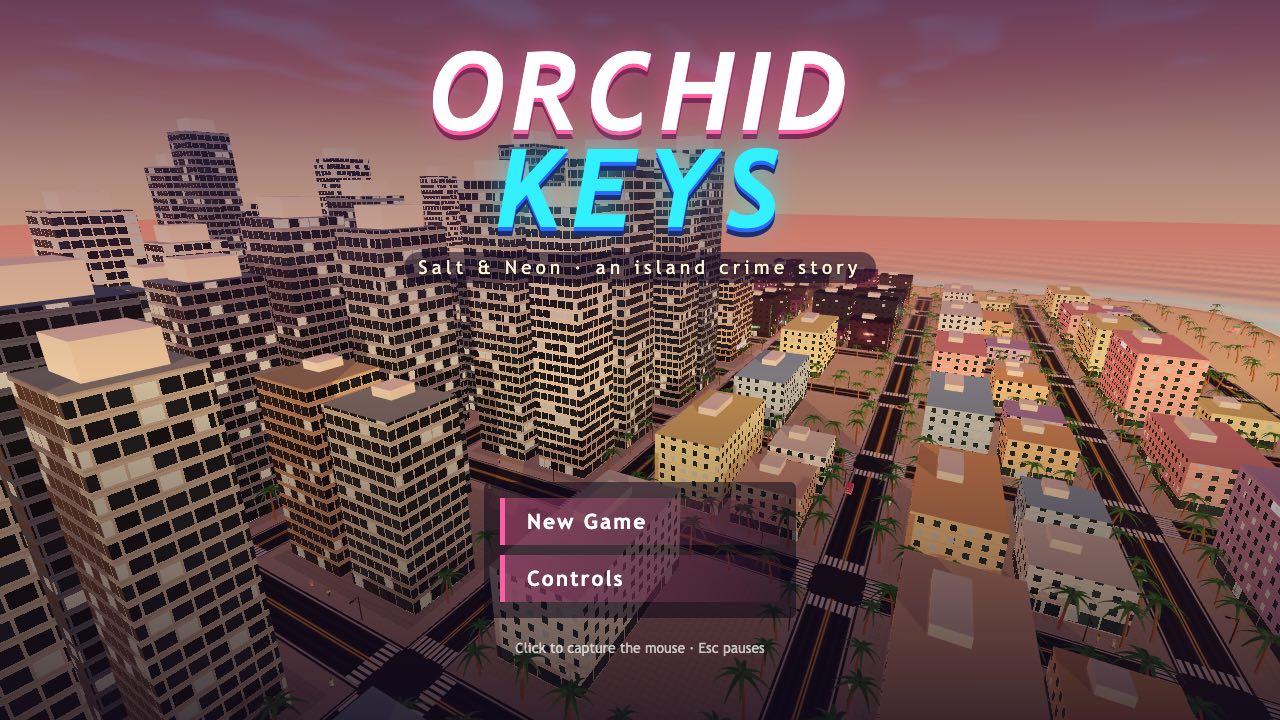 ORCHID
KEYS
Salt & Neon · an island crime story
New Game
Controls
Click to capture the mouse · Esc pauses